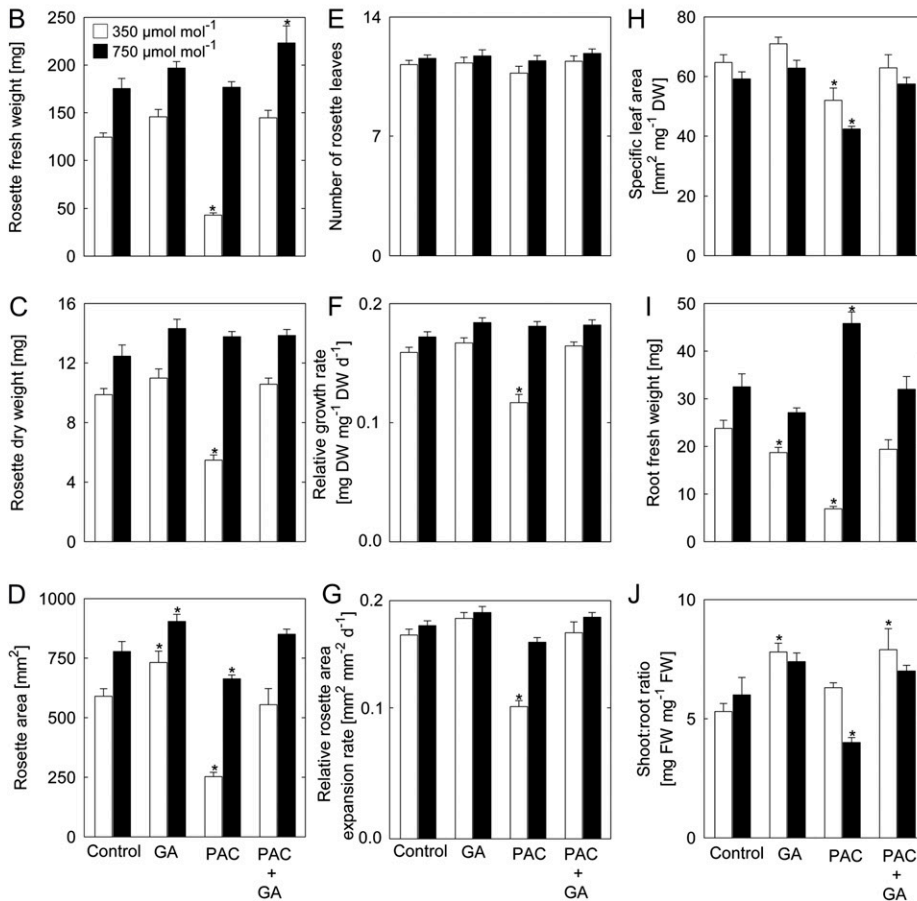 B
Rosette fresh weight [mg]
250
200
150
100
50
0
350 µmol mol-1
750 µmol mol-1
*
*
E
Number of rosette leaves
14
7
0
H
Specific leaf area
[mm2 mg-1 DW]
80
60
40
20
0
*
*
C
Rosette dry weight [mg]
16
12
8
4
0
*
F
Relative growth rate
[mg DW mg-1 DW d-1]
0.2
0.1
0.0
*
I
Root fresh weight [mg]
50
40
30
20
10
0
*
*
*
D
Rosette area [mm2]
1000
750
500
250
0
*
*
*
*
Control
GA
PAC
PAC
+
GA
G
Relative rosette area
expansion rate [mm2 mm-2 d-1]
0.2
0.1
0.0
*
Control
GA
PAC
PAC
+
GA
J
Shoot:root ratio
[mg FW mg-1 FW]
10
5
0
*
*
*
Control
GA
PAC
PAC
+
GA